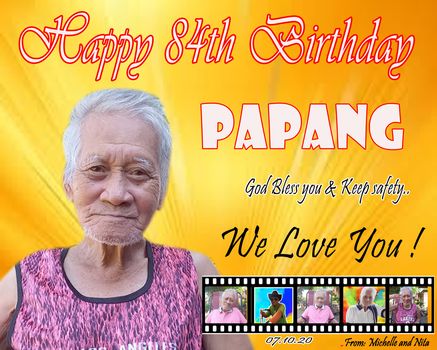 Happy 84th Birthday
PAPANG
God Bless you & Keep safety..
We Love You !
ANGELES
07.10.20
..From: Michelle and Nita